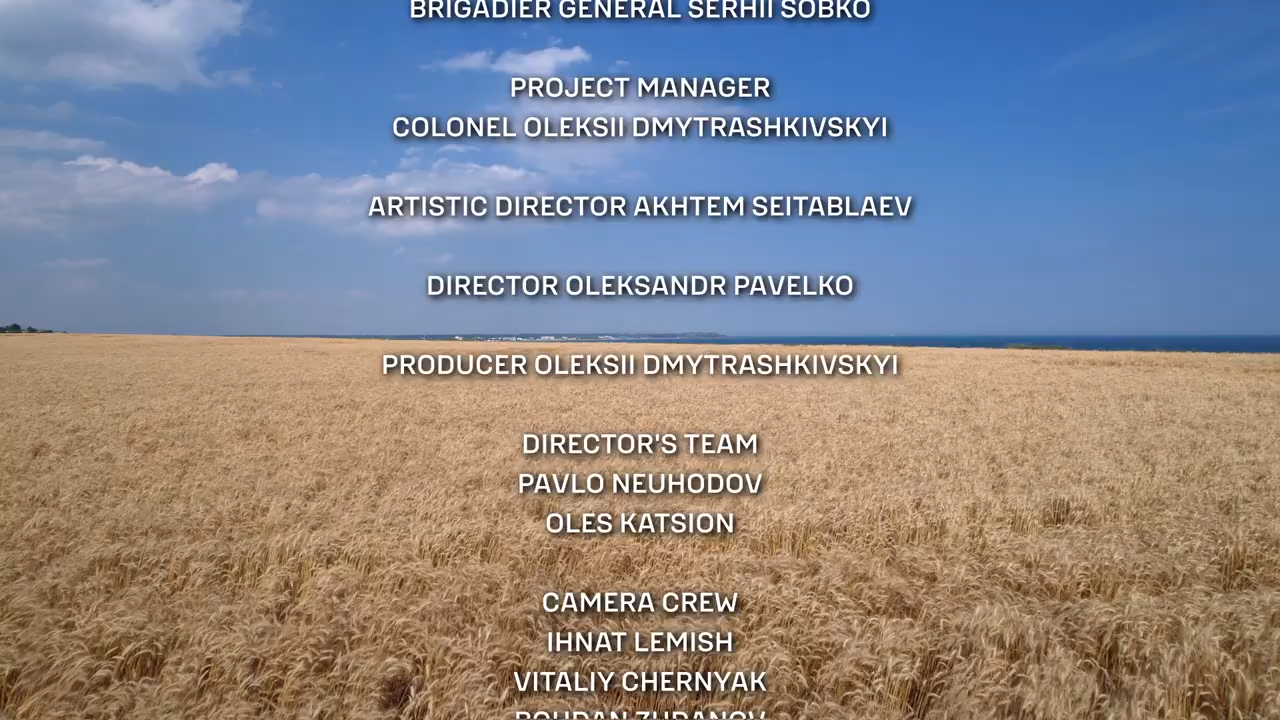 BRIGADIER GENERAL SERHII SOBKO
PROJECT MANAGER
COLONEL OLEKSII DMYTRASHKIVSKYI
ARTISTIC DIRECTOR AKHTEM SEITABLAEV
DIRECTOR OLEKSANDR PAVELKO
PRODUCER OLEKSII DMYTRASHKIVSKYI
DIRECTOR'S TEAM
PAVLO NEUHODOV
OLES KATSION
CAMERA CREW
IHNAT LEMISH
VITALIY CHERNYAK